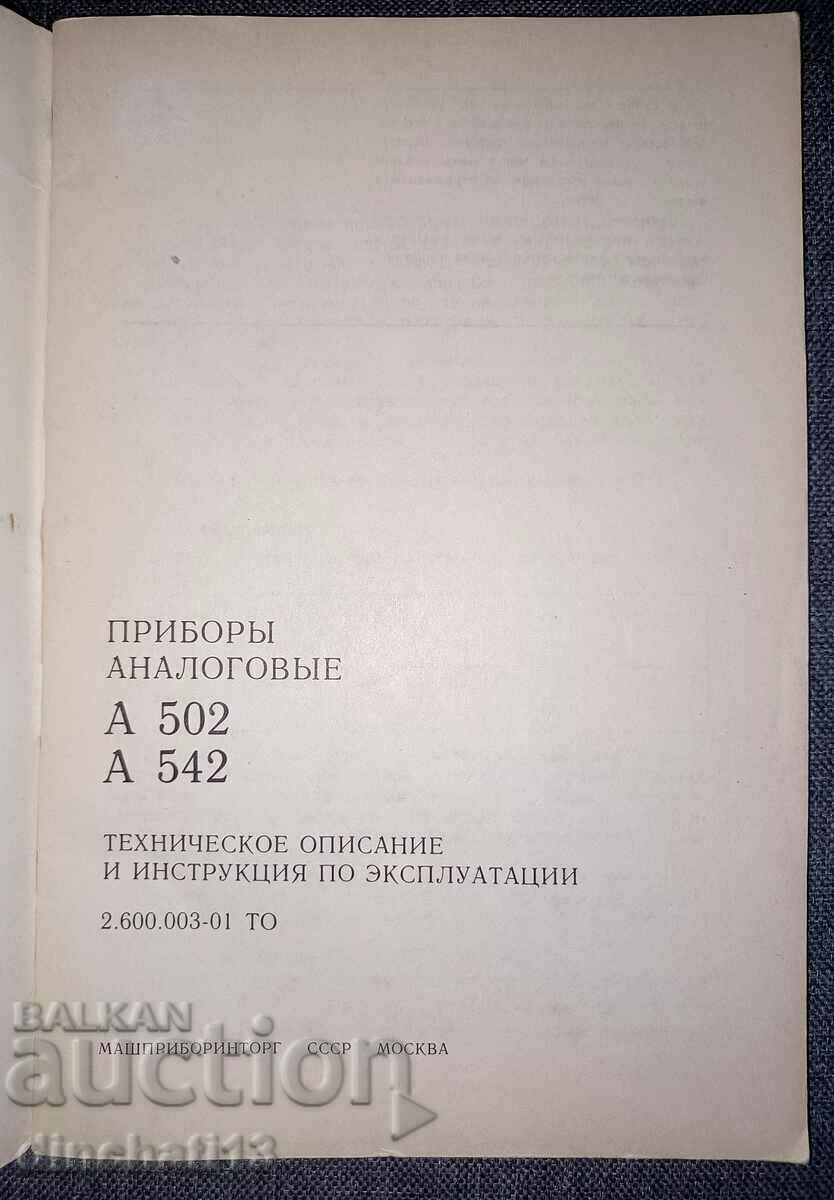 ПРИБОРЫ
АНАЛОГОВЫЕ
А 502
А 542
ТЕХНИЧЕСКОЕ ОПИСАНИЕ
И ИНСТРУКЦИЯ ПО ЭКСПЛУАТАЦИИ
2.600.003-01 ТО
МАШПРИБОРИНТОРГ СССР МОСКВА
BALKAN
auction
dinchati13